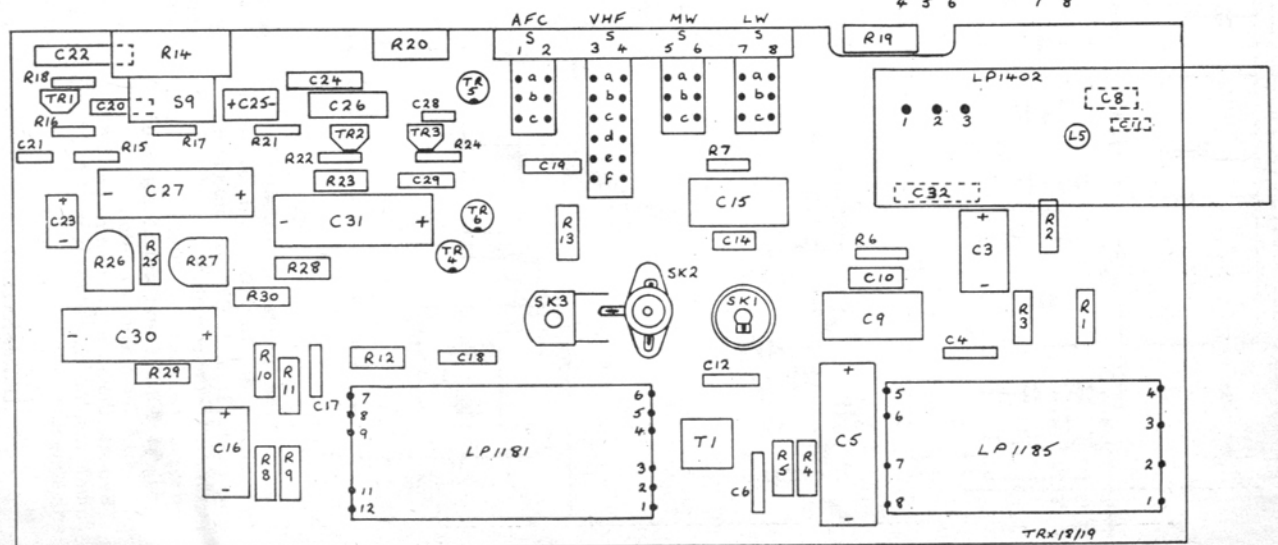 4 5 6 7 8
AFC VHF MW LW
S S S S
1 2 3 4 5 6 7 8
C22 R14 R20 R19
R18 C24 TR5 a a a a LP1402
TR1 C20 S9 +C25- C26 C28 b b b b C8
R16 R17 R21 TR2 TR3 c c c c 1 2 3 L5
C21 R15 R22 R24 d
R23 C29 C19 e R7
C27 f C32
- +
+ C23 - C31 C15
- +
R26 R25 R27 TR6 R13 C14 R6 + C3 - R2
R28 TR4 SK2 C10
R30 SK3 SK1 C9 R3 R1
- C30 +
R29 R10 R11 C17 R12 C18 C12 C4
+ C16 - R8 R9
7 8 9 11 12 LP1181 6 5 4 3 2 1
T1 C6 R5 R4 + C5 -
5 6 7 8 LP1185 4 3 2 1
TRX18/19